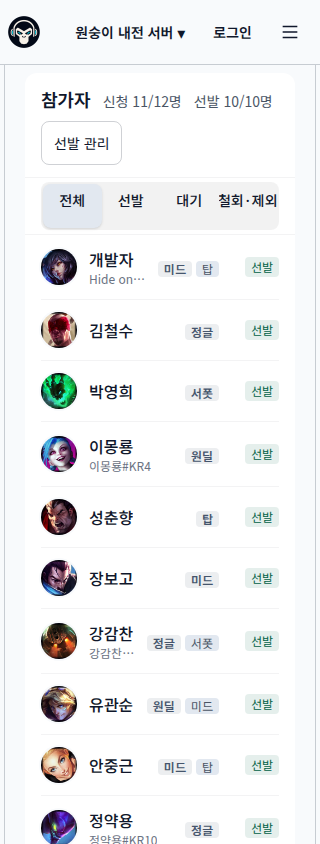 원숭이 내전 서버 ▾ 로그인
참가자 신청 11/12명 선발 10/10명
선발 관리
전체 선발 대기 철회·제외
개발자 미드 탑 선발
Hide on…
김철수 정글 선발
박영희 서폿 선발
이몽룡 원딜 선발
이몽룡#KR4
성춘향 탑 선발
장보고 미드 선발
강감찬 정글 서폿 선발
강감찬…
유관순 원딜 미드 선발
안중근 미드 탑 선발
정약용 정글 선발
정약용#KR10